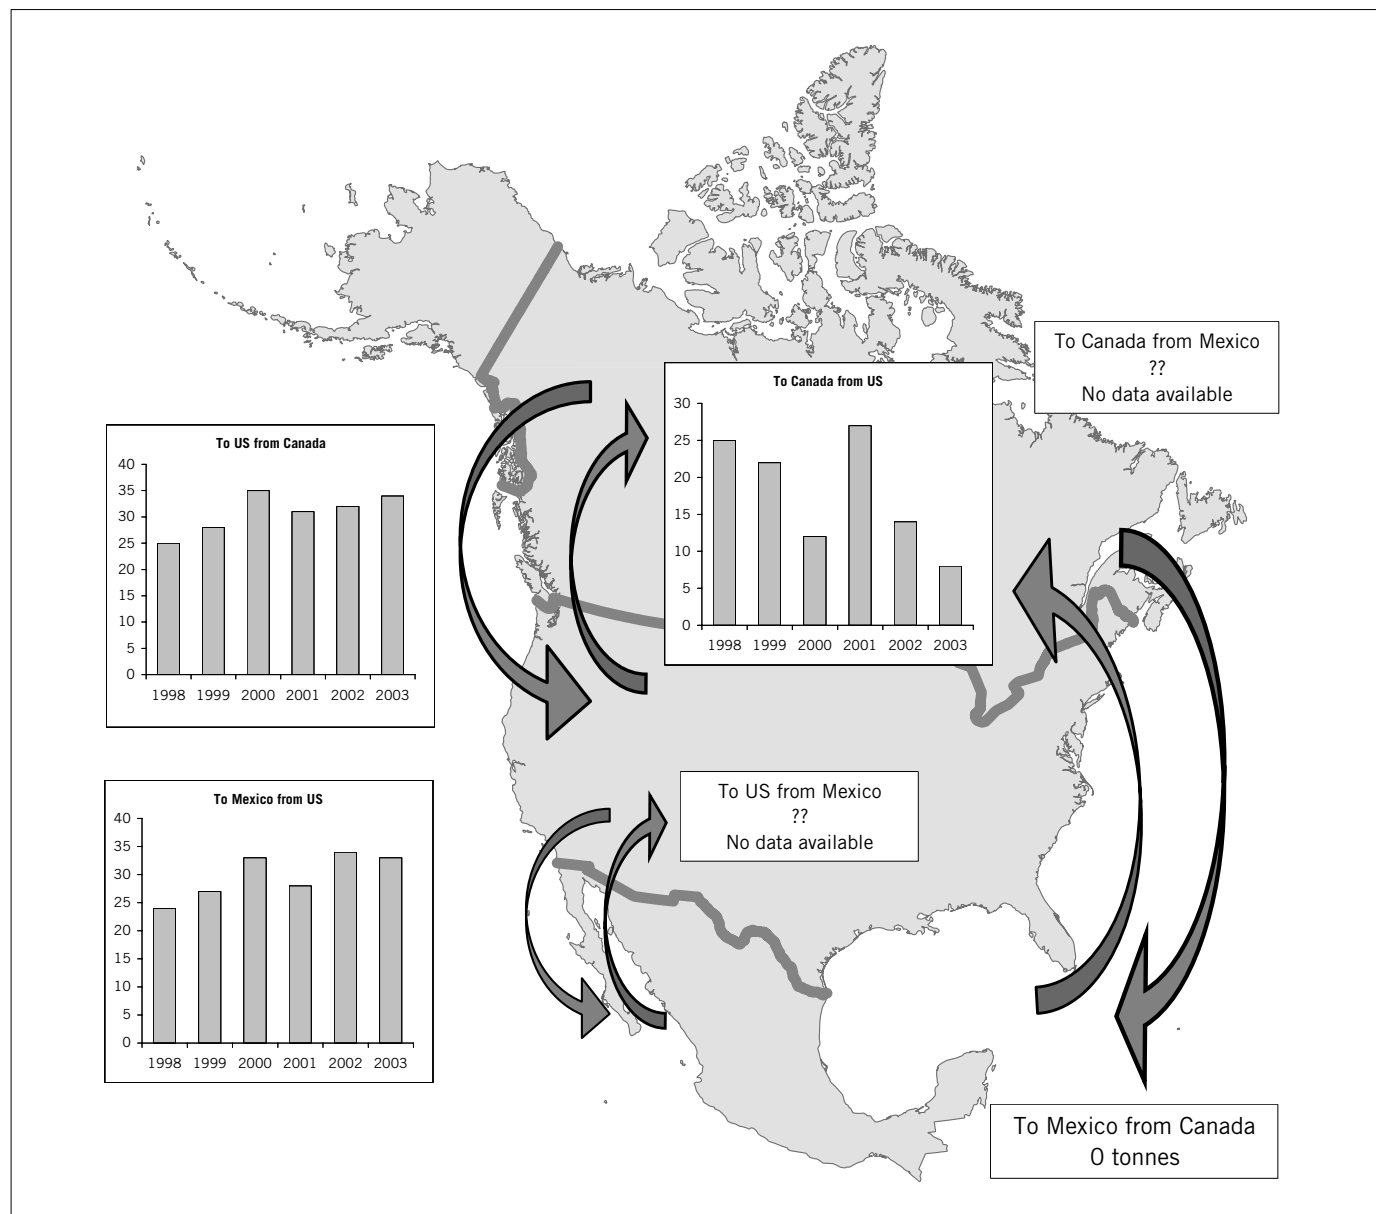 To Canada from Mexico
??
No data available
To Canada from US
30
25
20
15
10
5
0
1998 1999 2000 2001 2002 2003
To US from Canada
40
35
30
25
20
15
10
5
0
1998 1999 2000 2001 2002 2003
To US from Mexico
??
No data available
To Mexico from US
40
35
30
25
20
15
10
5
0
1998 1999 2000 2001 2002 2003
To Mexico from Canada
0 tonnes